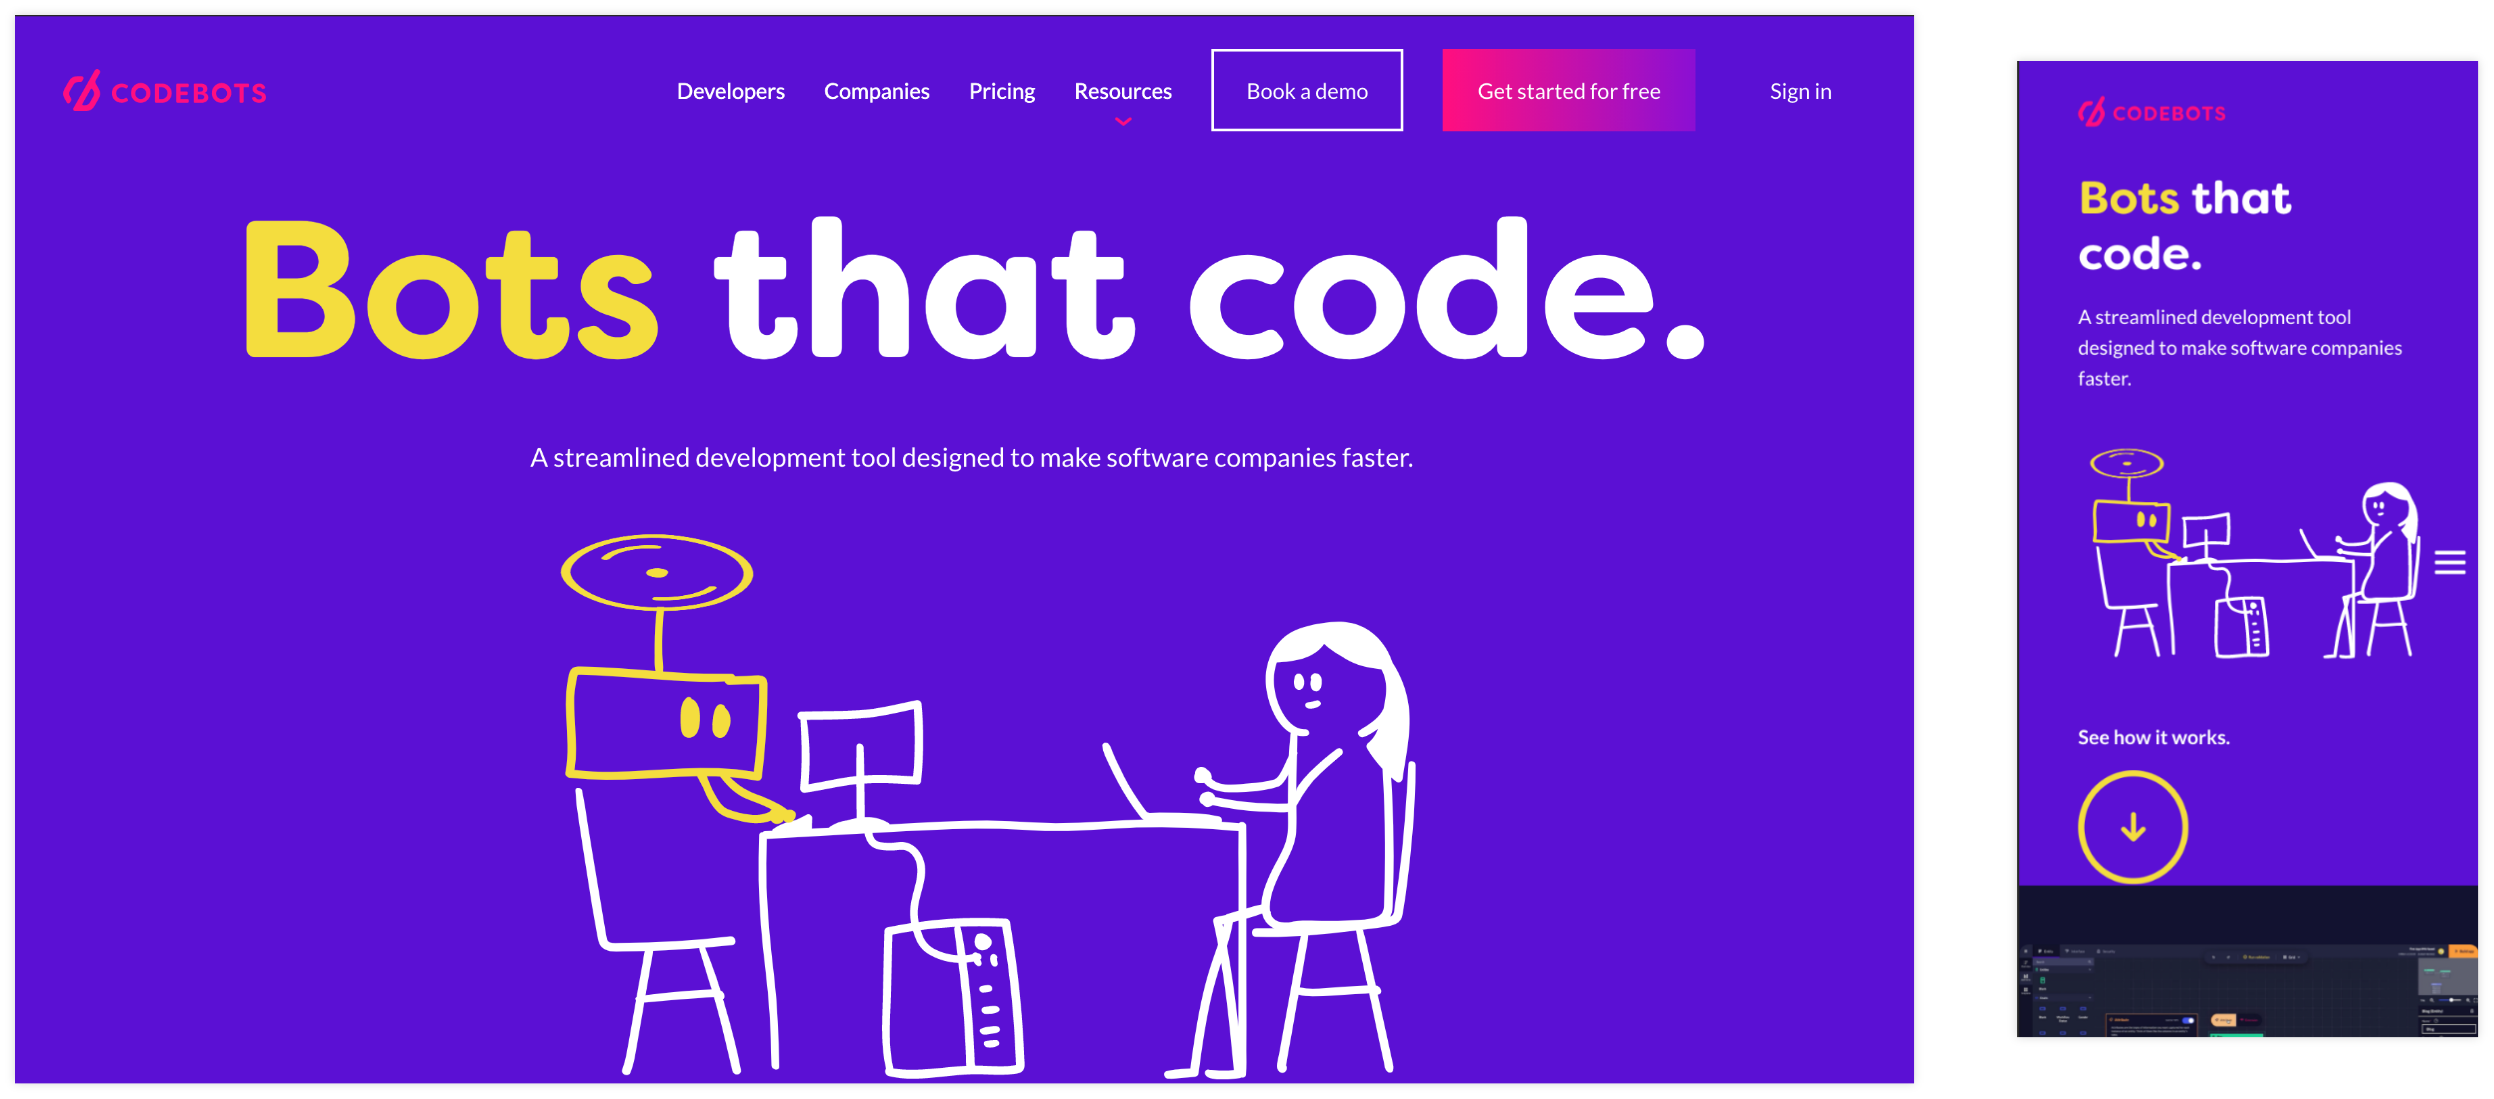 CODEBOTS
Developers Companies Pricing Resources Book a demo Get started for free Sign in
Bots that code.
A streamlined development tool designed to make software companies faster.
CODEBOTS
Bots that
code.
A streamlined development tool
designed to make software companies
faster.
See how it works.